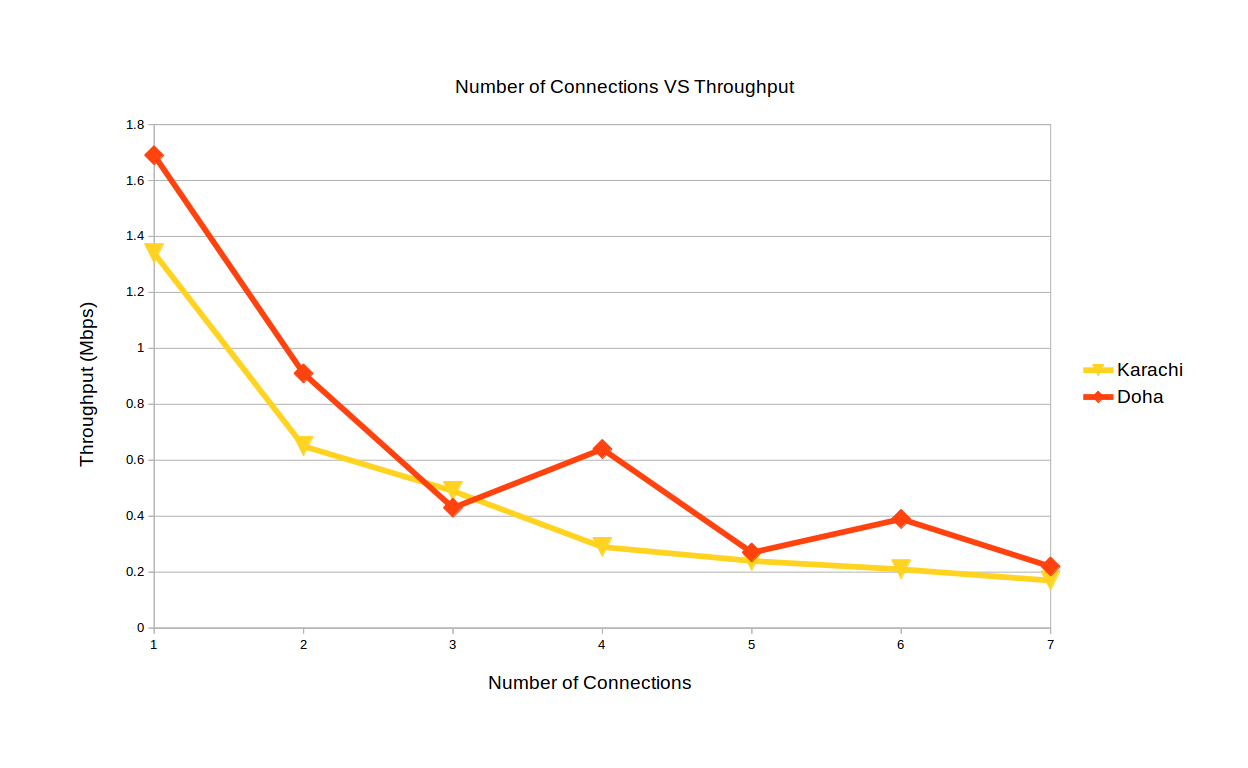 Number of Connections VS Throughput
1.8
1.6
1.4
1.2
1
0.8
0.6
0.4
0.2
0
Throughput (Mbps)
1 2 3 4 5 6 7
Number of Connections
Karachi
Doha